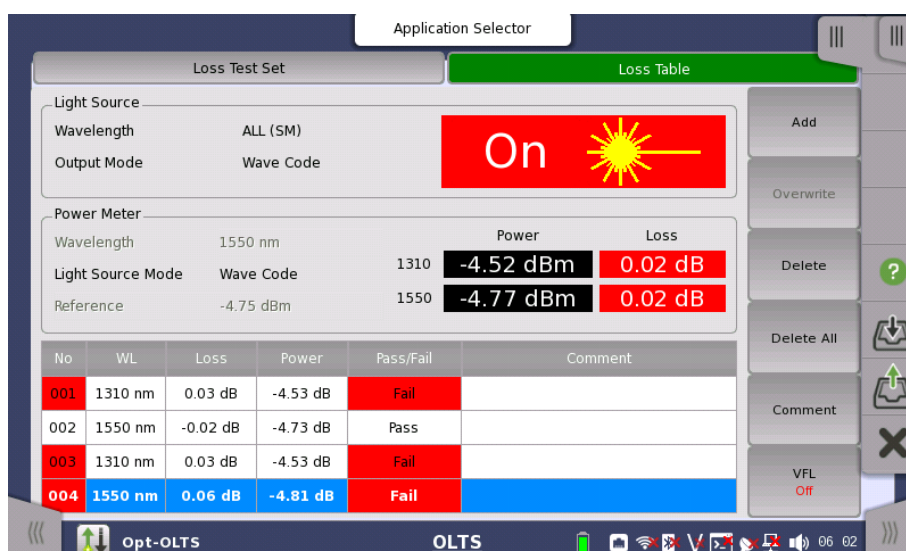 Application Selector
Loss Test Set
Loss Table
Light Source
Wavelength ALL (SM)
Output Mode Wave Code
On
Power Meter
Wavelength 1550 nm
Light Source Mode Wave Code
Reference -4.75 dBm
Power Loss
1310 -4.52 dBm 0.02 dB
1550 -4.77 dBm 0.02 dB
No WL Loss Power Pass/Fail Comment
001 1310 nm 0.03 dB -4.53 dB Fail
002 1550 nm -0.02 dB -4.73 dB Pass
003 1310 nm 0.03 dB -4.53 dB Fail
004 1550 nm 0.06 dB -4.81 dB Fail
Add
Overwrite
Delete
Delete All
Comment
VFL
Off
?
Opt-OLTS OLTS 06 02